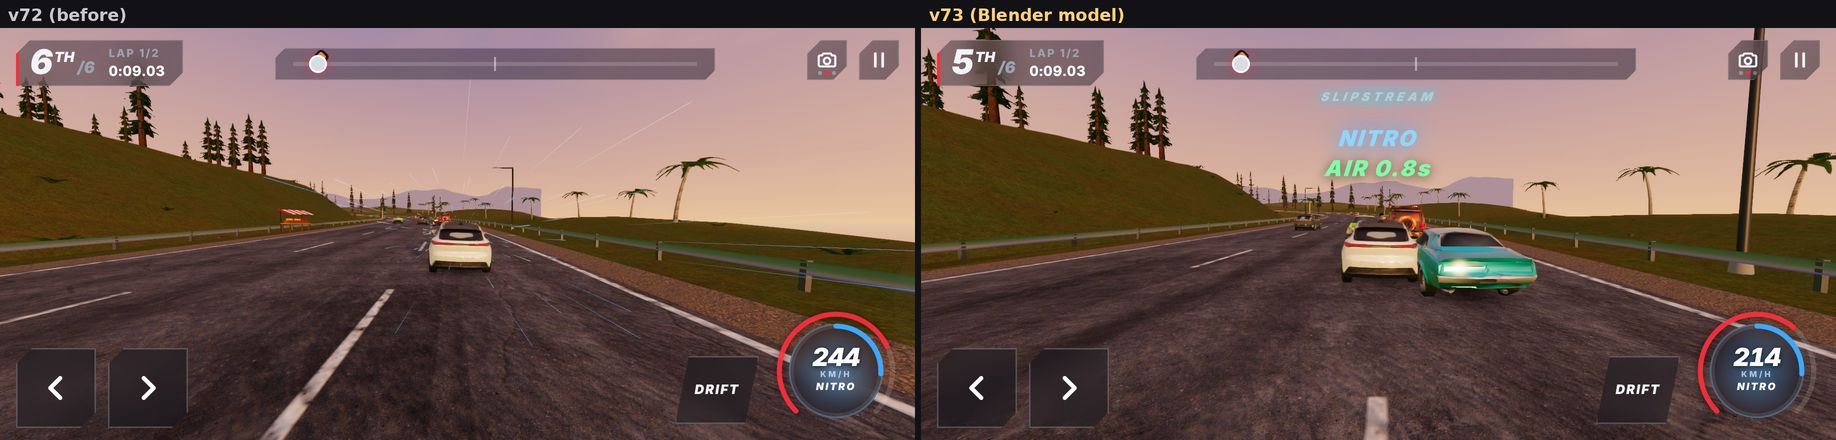 v72 (before)
6TH/6
LAP 1/2
0:09.03
244
KM/H
NITRO
DRIFT
v73 (Blender model)
5TH/6
LAP 1/2
0:09.03
SLIPSTREAM
NITRO
AIR 0.8s
214
KM/H
NITRO
DRIFT